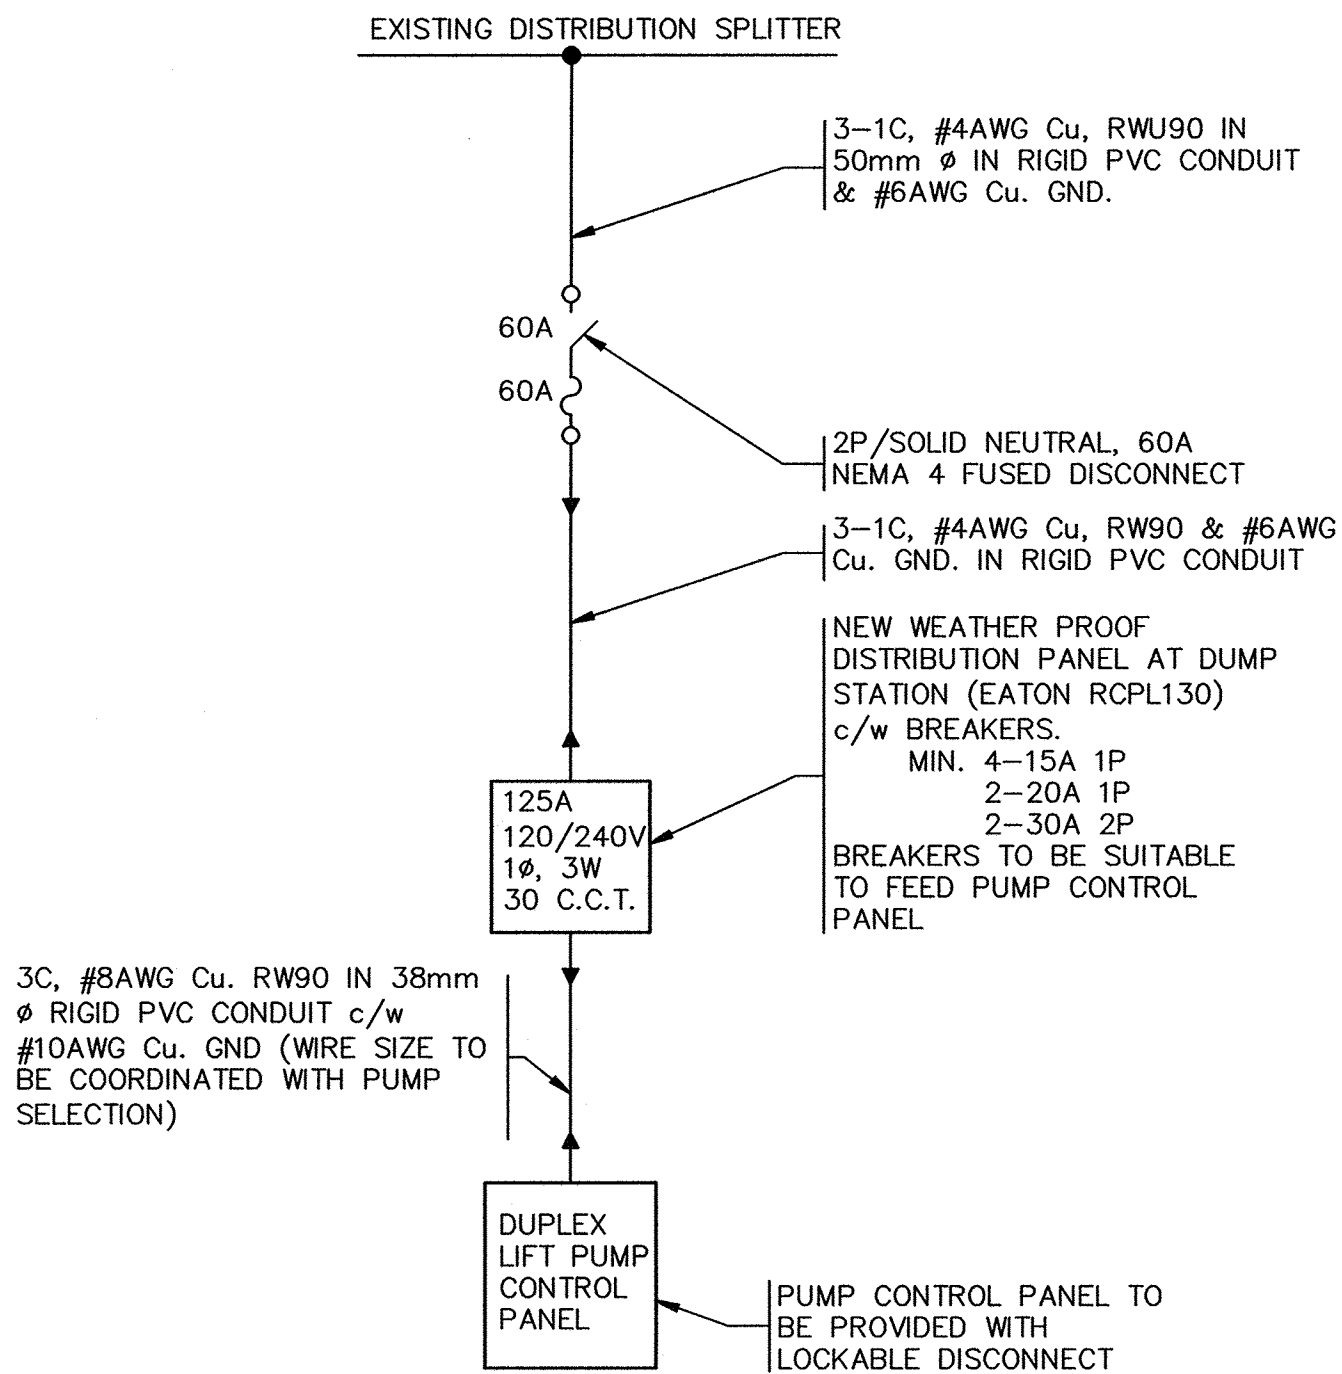 EXISTING DISTRIBUTION SPLITTER
3-1C, #4AWG Cu, RWU90 IN
50mm ø IN RIGID PVC CONDUIT
& #6AWG Cu. GND.
60A
60A
2P/SOLID NEUTRAL, 60A
NEMA 4 FUSED DISCONNECT
3-1C, #4AWG Cu, RW90 & #6AWG
Cu. GND. IN RIGID PVC CONDUIT
NEW WEATHER PROOF
DISTRIBUTION PANEL AT DUMP
STATION (EATON RCPL130)
c/w BREAKERS.
MIN. 4-15A 1P
2-20A 1P
2-30A 2P
BREAKERS TO BE SUITABLE
TO FEED PUMP CONTROL
PANEL
125A
120/240V
1ø, 3W
30 C.C.T.
3C, #8AWG Cu. RW90 IN 38mm
ø RIGID PVC CONDUIT c/w
#10AWG Cu. GND (WIRE SIZE TO
BE COORDINATED WITH PUMP
SELECTION)
DUPLEX
LIFT PUMP
CONTROL
PANEL
PUMP CONTROL PANEL TO
BE PROVIDED WITH
LOCKABLE DISCONNECT